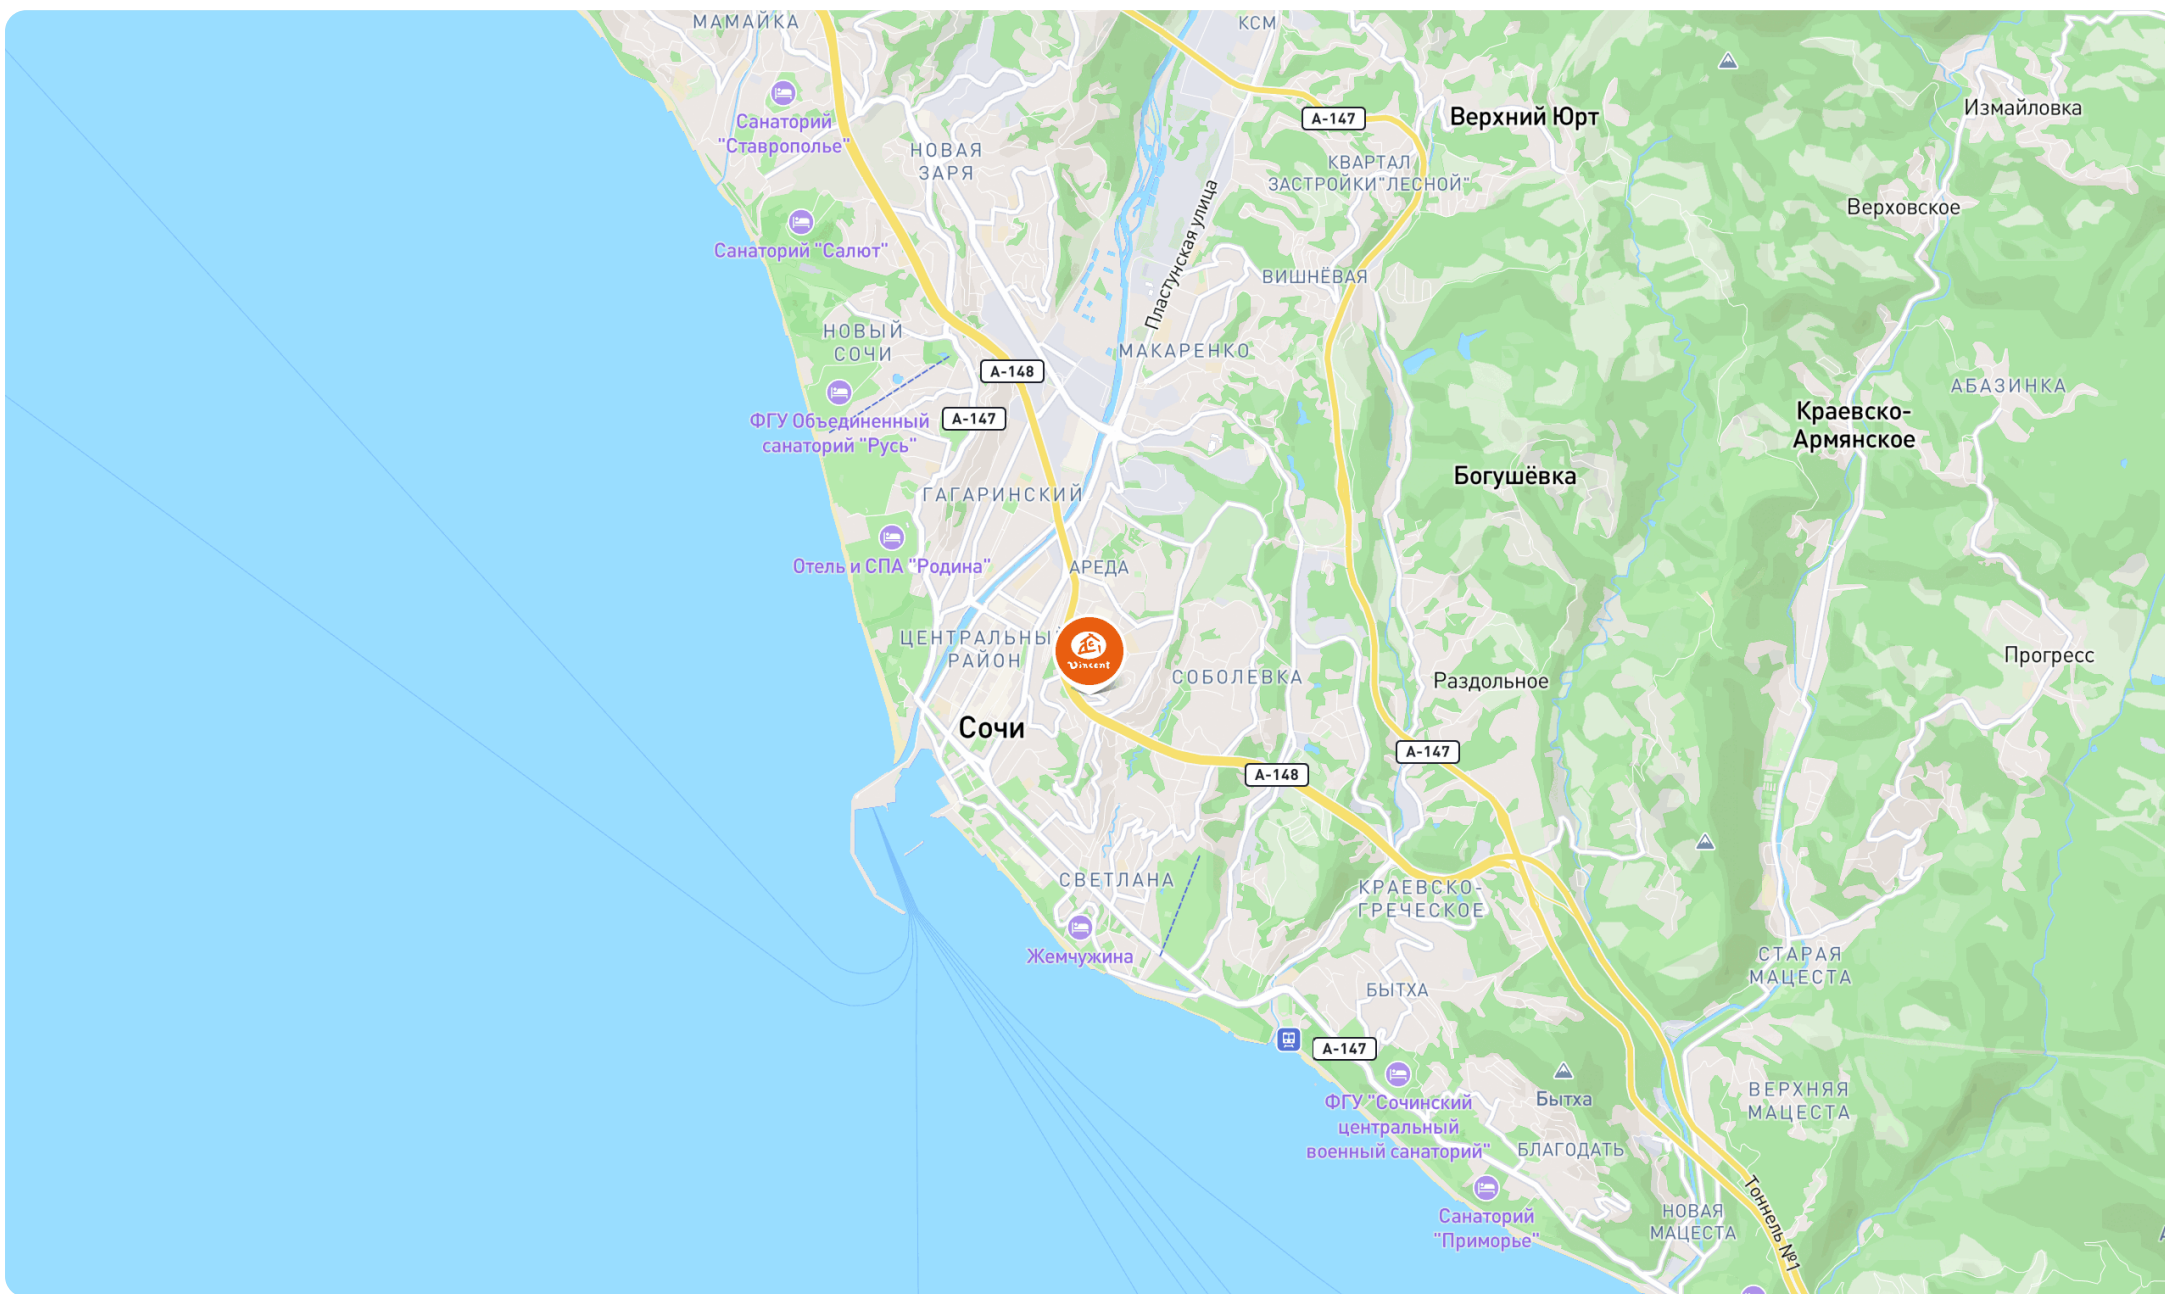 МАМАЙКА
КСМ
Санаторий
"Ставрополье"
А-147
Верхний Юрт
Измайловка
НОВАЯ
ЗАРЯ
КВАРТАЛ
ЗАСТРОЙКИ"ЛЕСНОЙ"
Верховское
Санаторий "Салют"
Пластунская улица
ВИШНЁВАЯ
НОВЫЙ
СОЧИ
МАКАРЕНКО
А-148
АБАЗИНКА
ФГУ Объединенный
санаторий "Русь"
А-147
Краевско-
Армянское
Богушёвка
ГАГАРИНСКИЙ
Отель и СПА "Родина"
АРЕДА
ЦЕНТРАЛЬНЫЙ
РАЙОН
Vincent
СОБОЛЕВКА
Раздольное
Прогресс
Сочи
А-147
А-148
СВЕТЛАНА
КРАЕВСКО-
ГРЕЧЕСКОЕ
Жемчужина
СТАРАЯ
МАЦЕСТА
БЫТХА
А-147
ФГУ "Сочинский
центральный
военный санаторий"
Бытха
ВЕРХНЯЯ
МАЦЕСТА
БЛАГОДАТЬ
Санаторий
"Приморье"
НОВАЯ
МАЦЕСТА
Тоннель №1